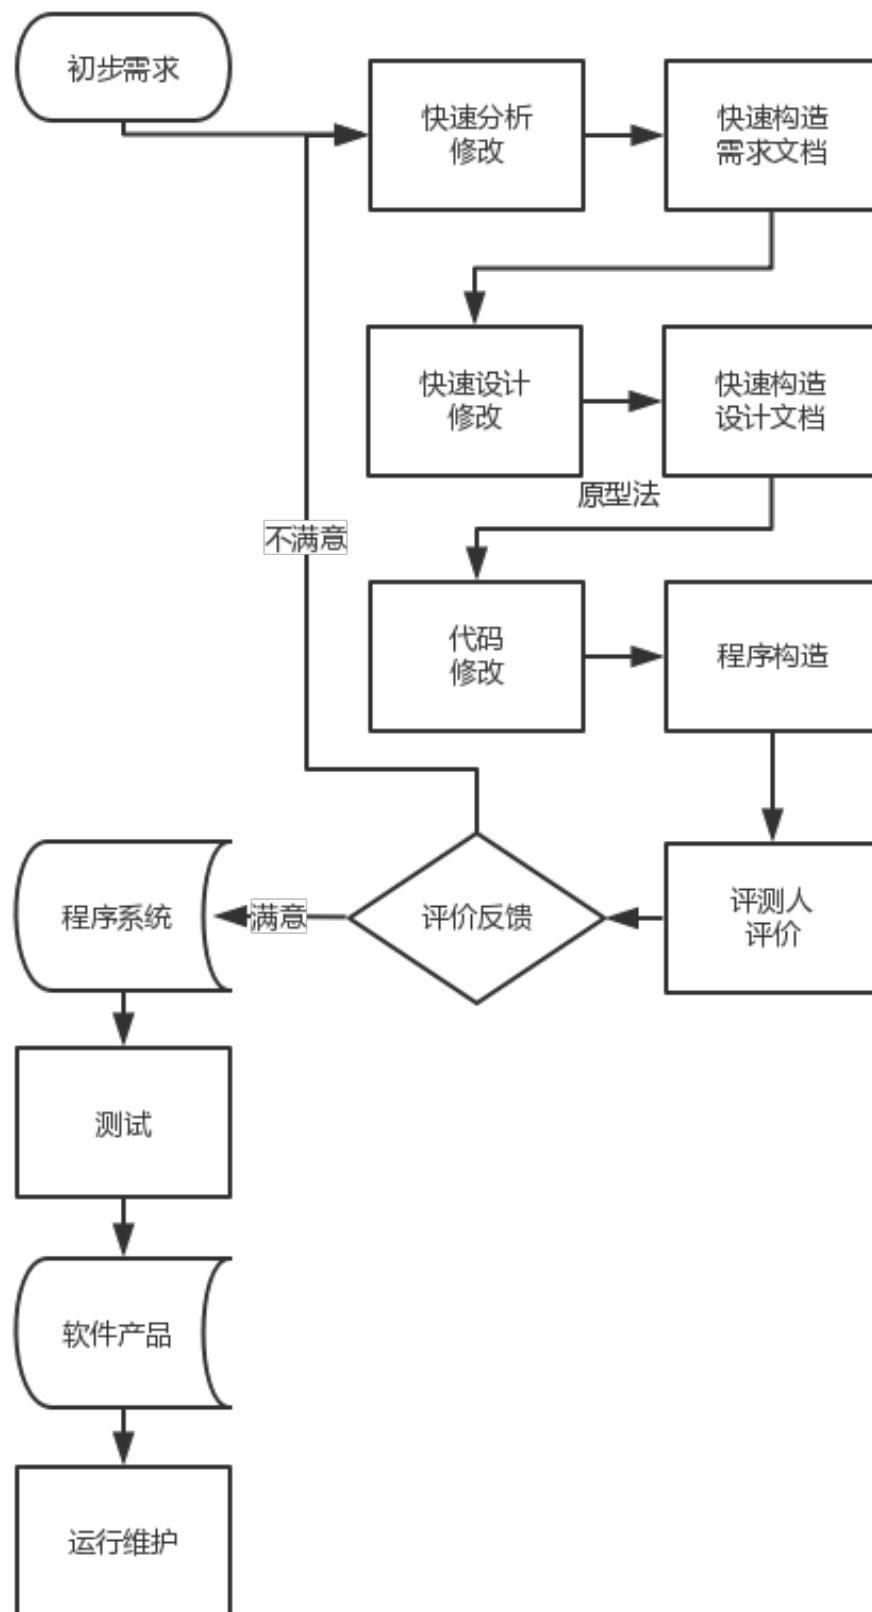 初步需求
快速分析
修改
快速构造
需求文档
快速设计
修改
快速构造
设计文档
原型法
不满意
代码
修改
程序构造
程序系统
满意
评价反馈
评测人
评价
测试
软件产品
运行维护